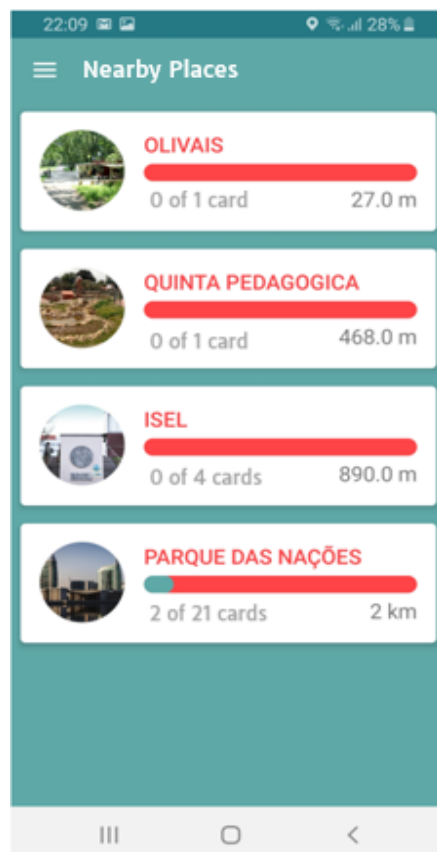 22:09 28%
Nearby Places
OLIVAIS
0 of 1 card 27.0 m
QUINTA PEDAGOGICA
0 of 1 card 468.0 m
ISEL
0 of 4 cards 890.0 m
PARQUE DAS NAÇÕES
2 of 21 cards 2 km